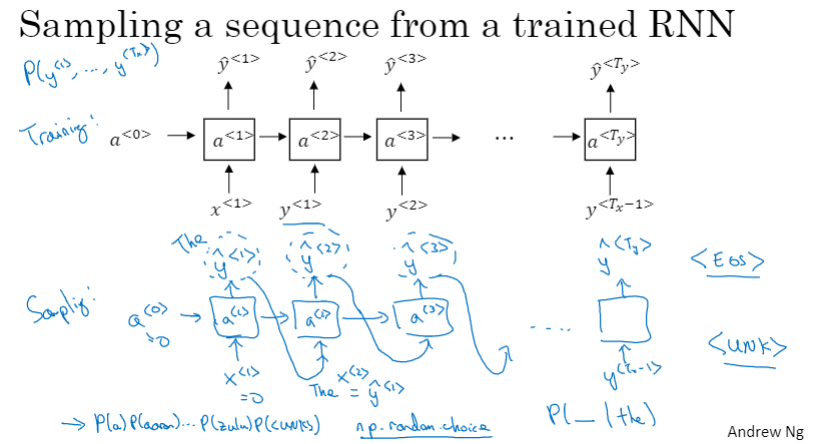 Sampling a sequence from a trained RNN
P(y^<1>, ..., y^<Tx>)
ŷ^<1> ŷ^<2> ŷ^<3> ŷ^<Ty>
Training: a^<0> a^<1> a^<2> a^<3> ... a^<Ty>
x^<1> y^<1> y^<2> y^<Tx−1>
The ŷ^<1> ŷ^<2> ŷ^<3> ŷ^<Ty> <EOS>
Sampling: a^<0> =0 a^<1> a^<2> a^<3> .... <UNK>
x^<1> =0 The x^<2> = ŷ^<1> y^<Tx−1>
→ P(a) P(aaron) ... P(zulu) P(<UNK>) np.random.choice P(_ | the)
Andrew Ng